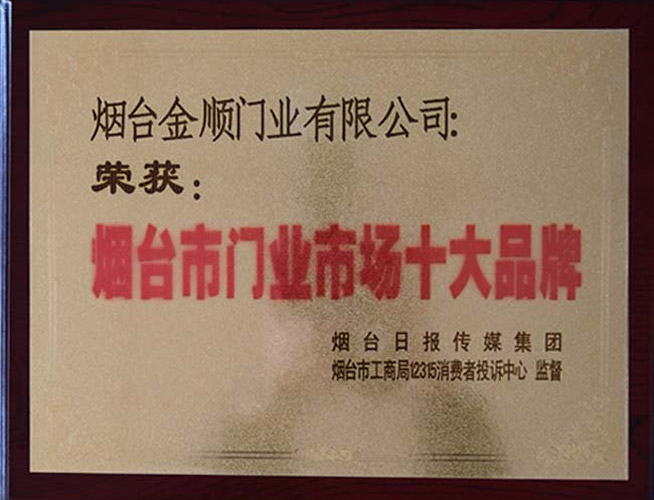 烟台金顺门业有限公司:
荣获：
烟台市门业市场十大品牌
烟台日报传媒集团
烟台市工商局12315消费者投诉中心 监督